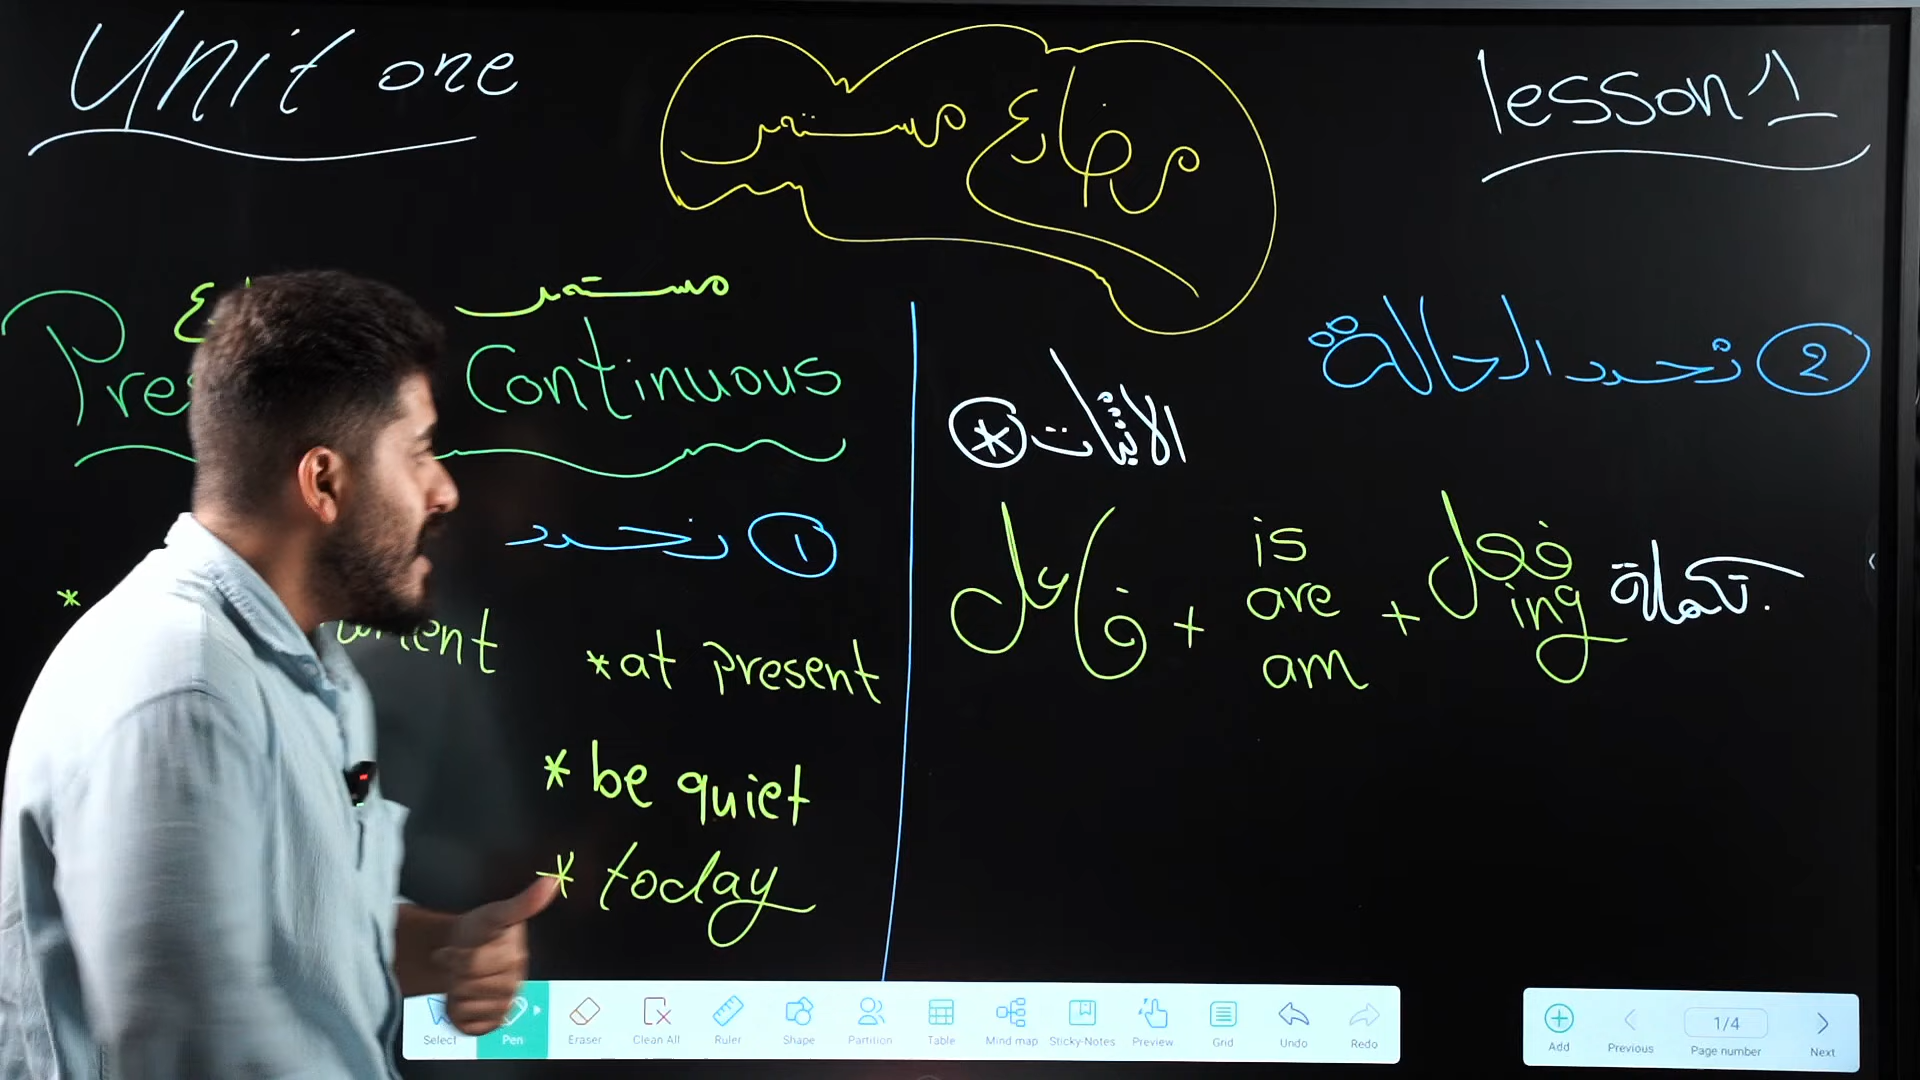 Unit one
lesson 1
مضارع مستمر
مستمر
Continuous
① نحدد
*
* at present
* be quiet
* today
② نحدد الحالة
الاثبات *
فاعل + is are am + فعل ing تكملة.
Select
Pen
Eraser
Clean All
Ruler
Shape
Partition
Table
Mind map
Sticky-Notes
Preview
Grid
Undo
Redo
Add
Previous
1/4
Page number
Next